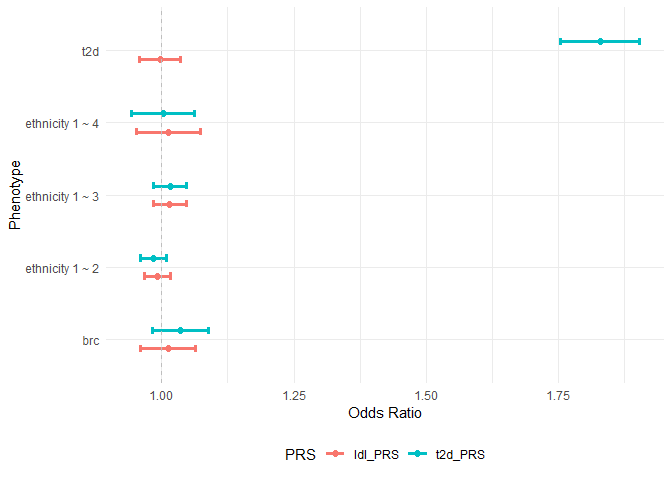 t2d
ethnicity 1 ~ 4
ethnicity 1 ~ 3
ethnicity 1 ~ 2
brc
Phenotype
1.00 1.25 1.50 1.75
Odds Ratio
PRS ldl_PRS t2d_PRS